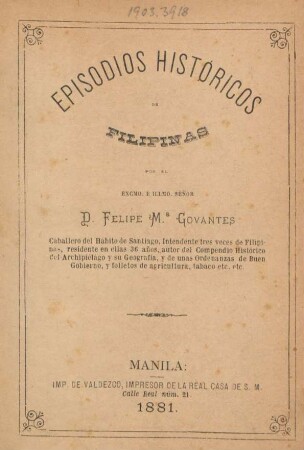 1903.3918
EPISODIOS HISTÓRICOS
DE
FILIPINAS
POR EL
EXCMO. E ILLMO. SEÑOR
D. FELIPE M.ª GOVANTES
Caballero del Hábito de Santiago, Intendente tres veces de Filipi-
nas, residente en ellas 36 años, autor del Compendio Histórico
del Archipiélago y su Geografía, y de unas Ordenanzas de Buen
Gobierno, y folletos de agricultura, tabaco etc. etc.
MANILA:
IMP. DE VALDEZCO, IMPRESOR DE LA REAL CASA DE S. M.
Calle Real núm. 21.
1881.